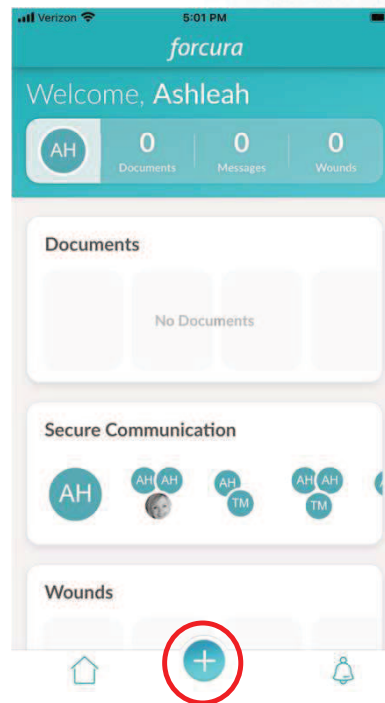 Verizon 5:01 PM
forcura
Welcome, Ashleah
AH 0 0 0
Documents Messages Wounds
Documents
No Documents
Secure Communication
AH AH AH AH AH AH
TM TM
Wounds